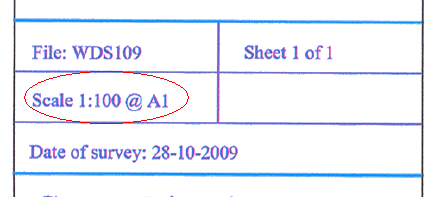 File: WDS109
Sheet 1 of 1
Scale 1:100 @ A1
Date of survey: 28-10-2009